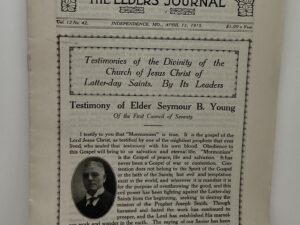 THE ELDERS' JOURNAL
Vol. 12 No. 42.
INDEPENDENCE, MO., APRIL 13, 1915.
$1.00 a Year
Testimonies of the Divinity of the
Church of Jesus Christ of
Latter-day Saints. By Its Leaders
Testimony of Elder Seymour B. Young
Of the First Council of Seventy
I testify to you that "Mormonism" is true. It is the gospel of the
Lord Jesus Christ, as testified by one of the mightiest prophets that ever
lived, who sealed that testimony with his own blood. Obedience to
this Gospel will bring to us salvation and eternal life. "Mormonism"
is the Gospel of peace, life and salvation. It has
never been a Gospel of war or contention. Con-
tention does not belong to the Spirit of the Gospel
or the faith of the Saints, but evil and temptation
exist in the world, and wherever it is manifest it is
for the purpose of overthrowing the good, and this
evil power has been fighting against the Latter-day
Saints from the beginning, seeking to destroy the
mission of the Prophet Joseph Smith. Though
harassed and hated the work has continued to
prosper, and the Lord has established His marvel-
ous work and wonder in the earth. The saying of our Savior has been